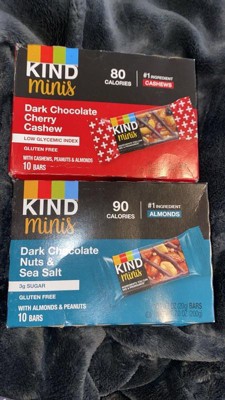 KIND
minis
80
CALORIES
#1 INGREDIENT
CASHEWS
Dark Chocolate
Cherry
Cashew
LOW GLYCEMIC INDEX
GLUTEN FREE
WITH CASHEWS, PEANUTS & ALMONDS
10 BARS
KIND
minis
KIND
minis
90
CALORIES
#1 INGREDIENT
ALMONDS
Dark Chocolate
Nuts &
Sea Salt
3g SUGAR
GLUTEN FREE
WITH ALMONDS & PEANUTS
10 BARS
KIND
minis
BARS